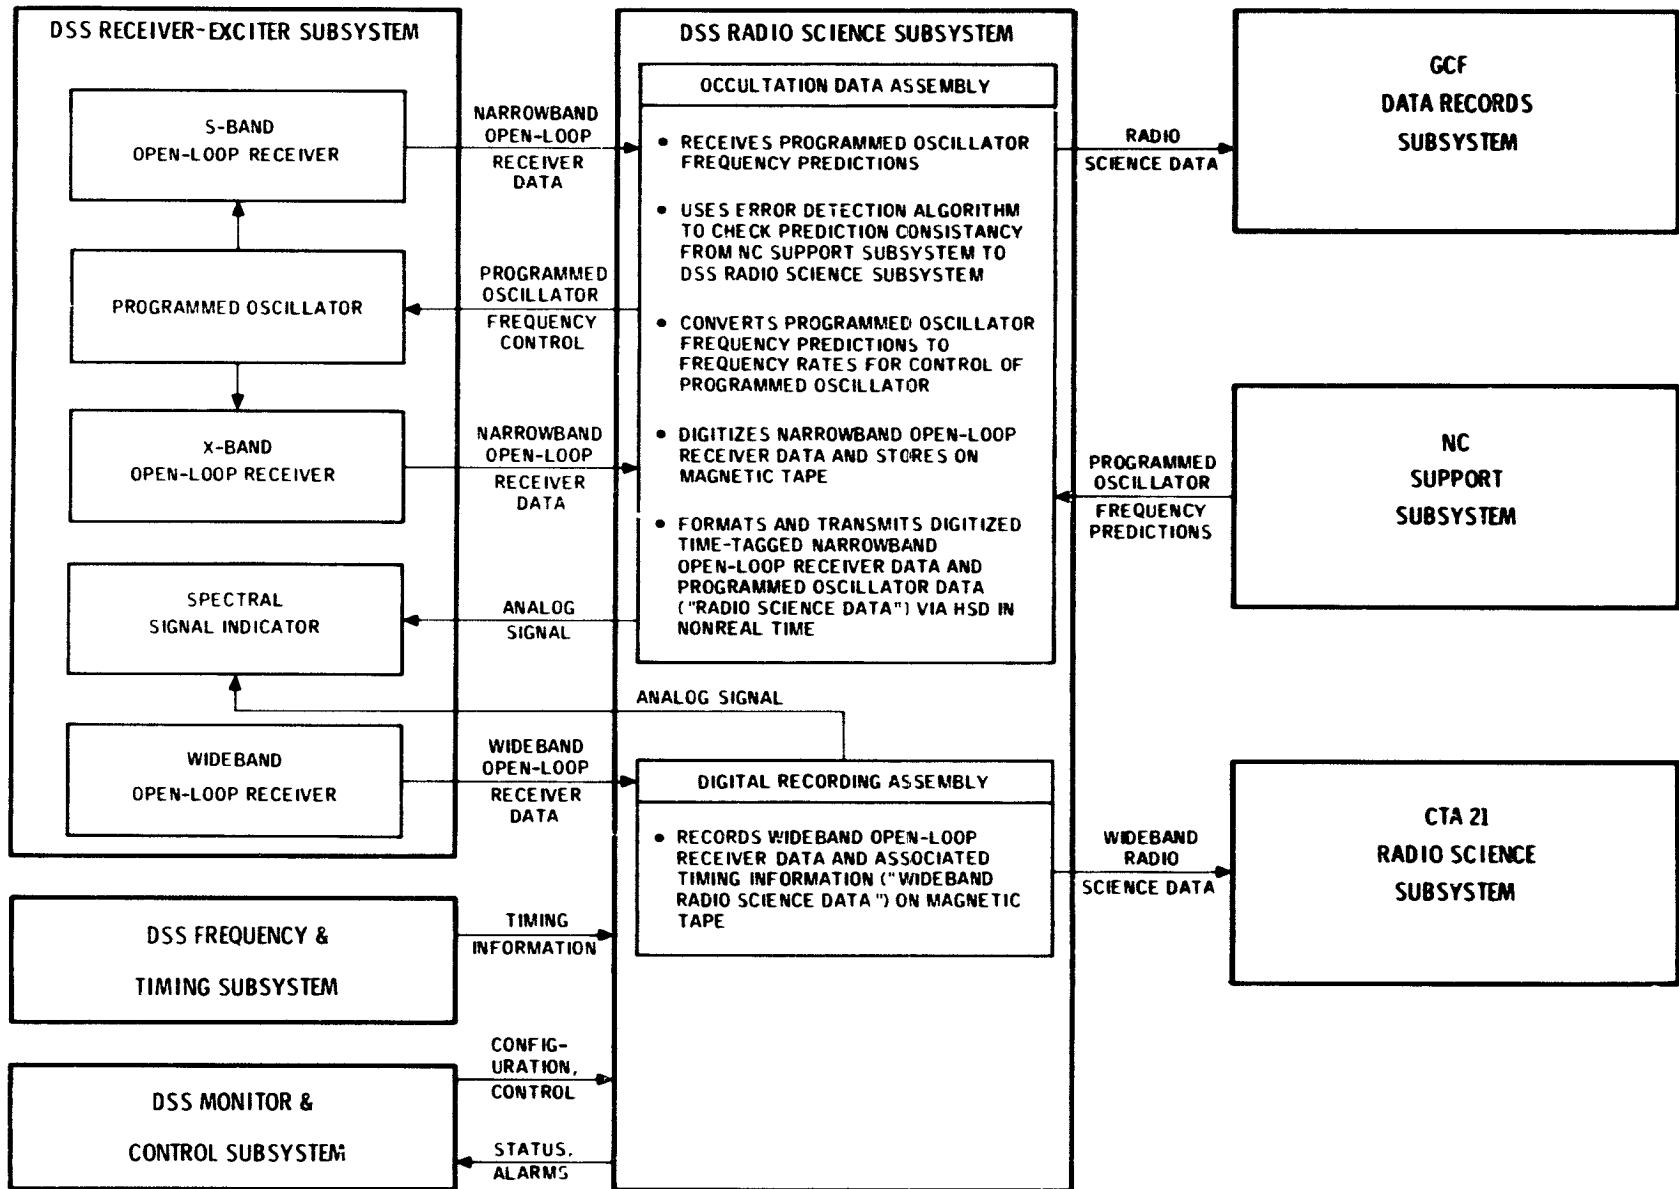 DSS RECEIVER-EXCITER SUBSYSTEM
S-BAND
OPEN-LOOP RECEIVER
PROGRAMMED OSCILLATOR
X-BAND
OPEN-LOOP RECEIVER
SPECTRAL
SIGNAL INDICATOR
WIDEBAND
OPEN-LOOP RECEIVER
DSS FREQUENCY &
TIMING SUBSYSTEM
DSS MONITOR &
CONTROL SUBSYSTEM
NARROWBAND
OPEN-LOOP
RECEIVER
DATA
PROGRAMMED
OSCILLATOR
FREQUENCY
CONTROL
NARROWBAND
OPEN-LOOP
RECEIVER
DATA
ANALOG
SIGNAL
ANALOG SIGNAL
WIDEBAND
OPEN-LOOP
RECEIVER
DATA
TIMING
INFORMATION
CONFIG-
URATION,
CONTROL
STATUS,
ALARMS
DSS RADIO SCIENCE SUBSYSTEM
OCCULTATION DATA ASSEMBLY
• RECEIVES PROGRAMMED OSCILLATOR
FREQUENCY PREDICTIONS
• USES ERROR DETECTION ALGORITHM
TO CHECK PREDICTION CONSISTANCY
FROM NC SUPPORT SUBSYSTEM TO
DSS RADIO SCIENCE SUBSYSTEM
• CONVERTS PROGRAMMED OSCILLATOR
FREQUENCY PREDICTIONS TO
FREQUENCY RATES FOR CONTROL OF
PROGRAMMED OSCILLATOR
• DIGITIZES NARROWBAND OPEN-LOOP
RECEIVER DATA AND STORES ON
MAGNETIC TAPE
• FORMATS AND TRANSMITS DIGITIZED
TIME-TAGGED NARROWBAND
OPEN-LOOP RECEIVER DATA AND
PROGRAMMED OSCILLATOR DATA
("RADIO SCIENCE DATA") VIA HSD IN
NONREAL TIME
DIGITAL RECORDING ASSEMBLY
• RECORDS WIDEBAND OPEN-LOOP
RECEIVER DATA AND ASSOCIATED
TIMING INFORMATION ("WIDEBAND
RADIO SCIENCE DATA") ON MAGNETIC
TAPE
RADIO
SCIENCE DATA
PROGRAMMED
OSCILLATOR
FREQUENCY
PREDICTIONS
WIDEBAND
RADIO
SCIENCE DATA
GCF
DATA RECORDS
SUBSYSTEM
NC
SUPPORT
SUBSYSTEM
CTA 21
RADIO SCIENCE
SUBSYSTEM